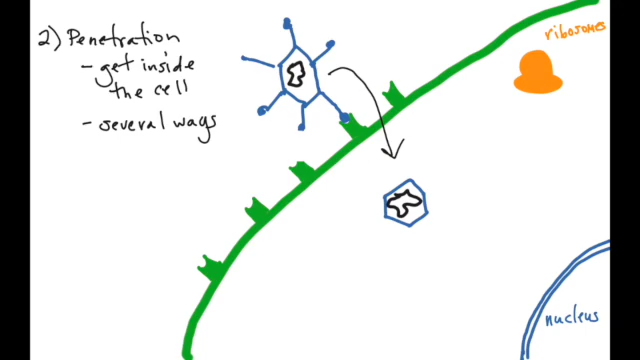 2) Penetration
- get inside
the cell
- several ways
ribosomes
nucleus